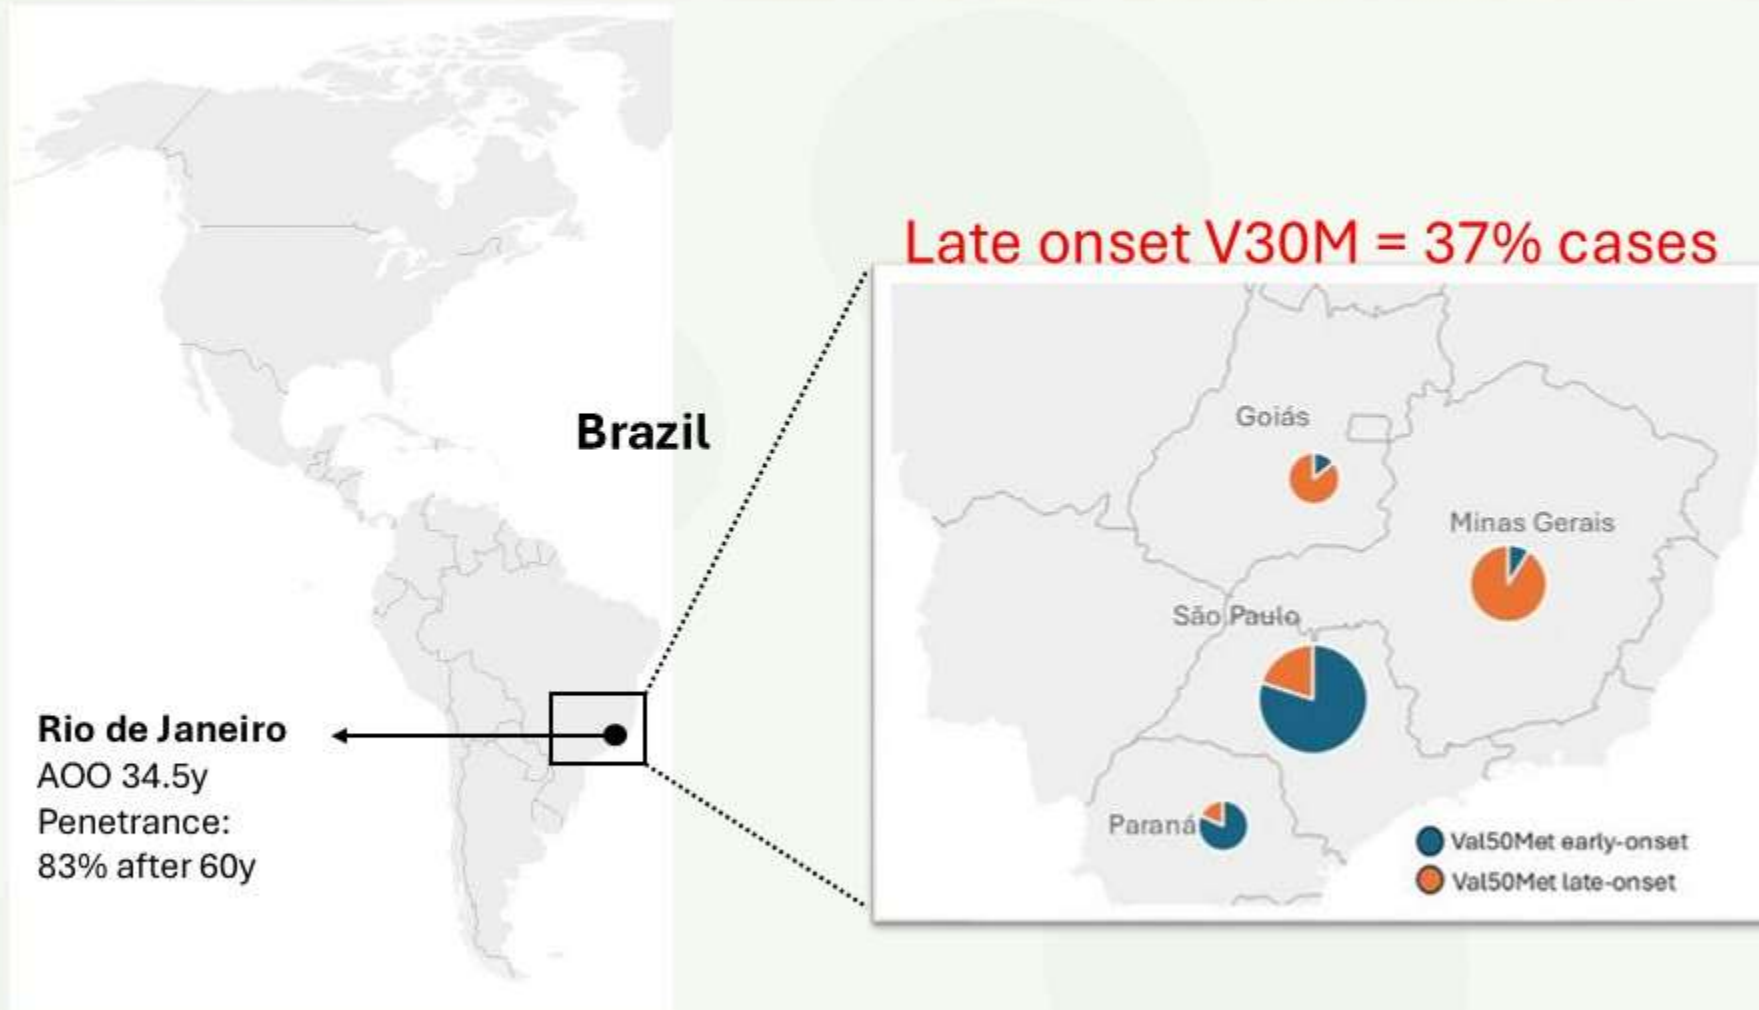 Late onset V30M = 37% cases
Brazil
Goiás
Minas Gerais
São Paulo
Paraná
Val50Met early-onset
Val50Met late-onset
Rio de Janeiro
AOO 34.5y
Penetrance:
83% after 60y